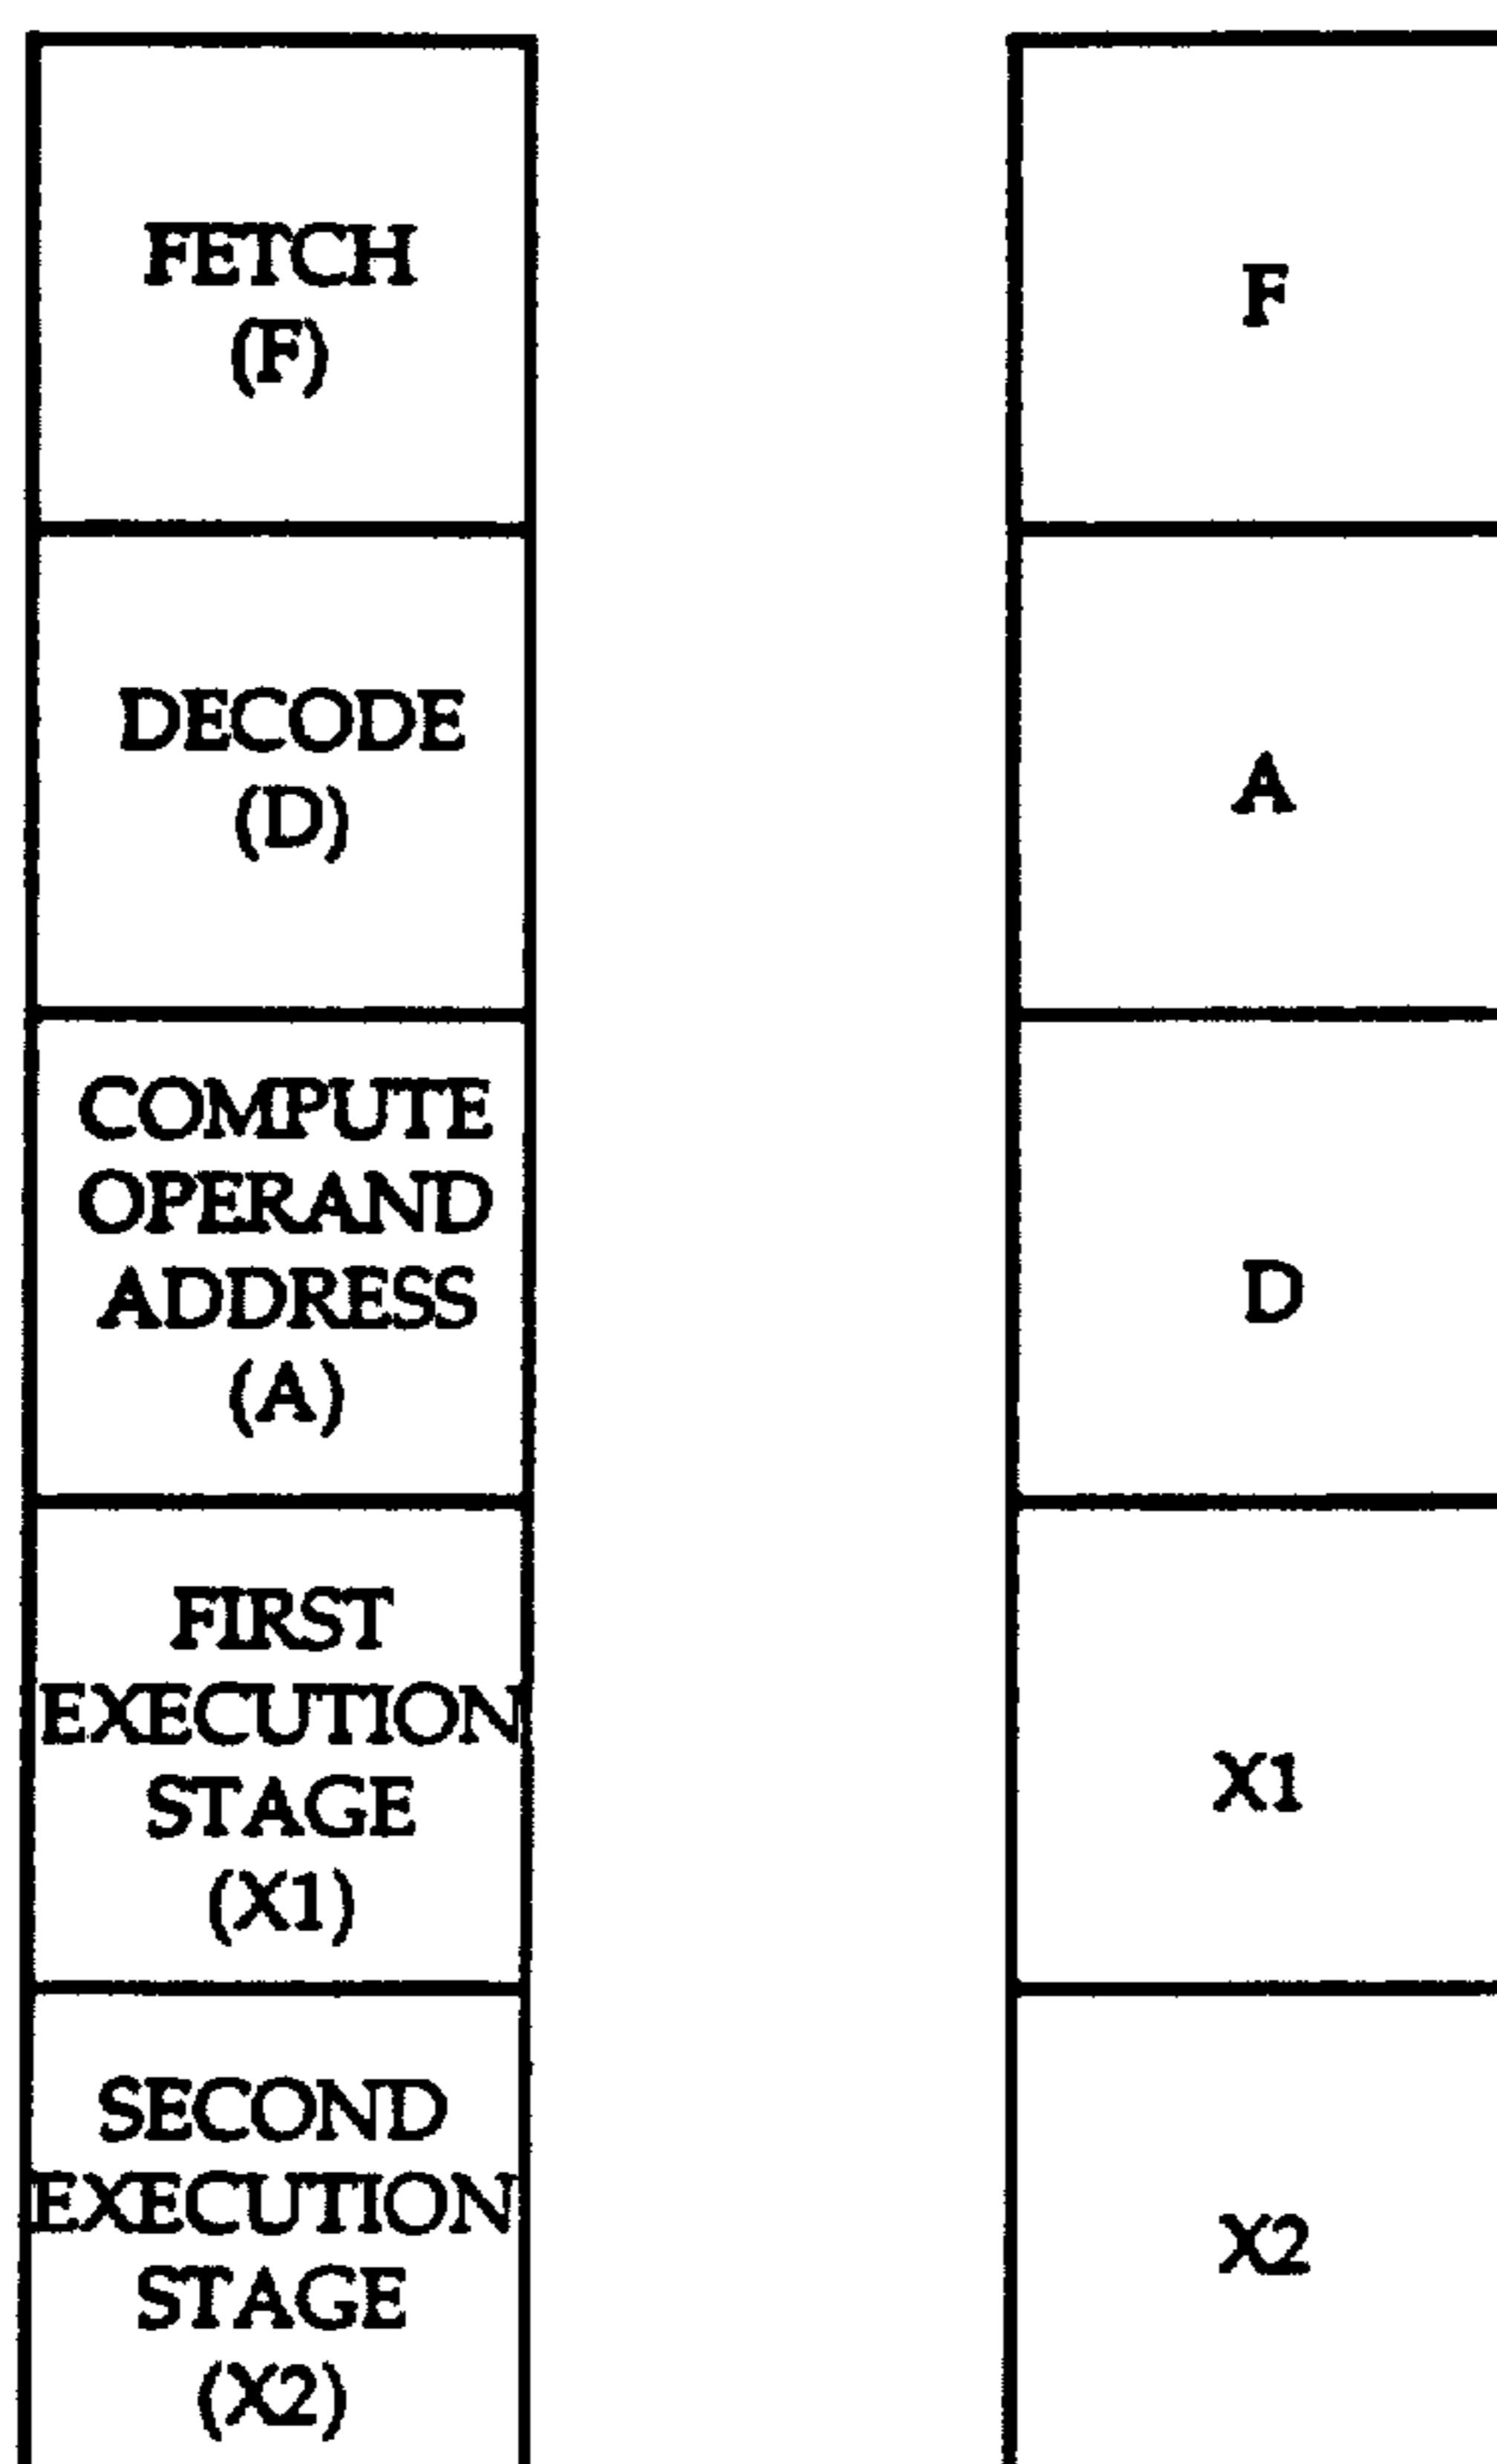 FETCH
(F)
DECODE
(D)
COMPUTE
OPERAND
ADDRESS
(A)
FIRST
EXECUTION
STAGE
(X1)
SECOND
EXECUTION
STAGE
(X2)
F
A
D
X1
X2